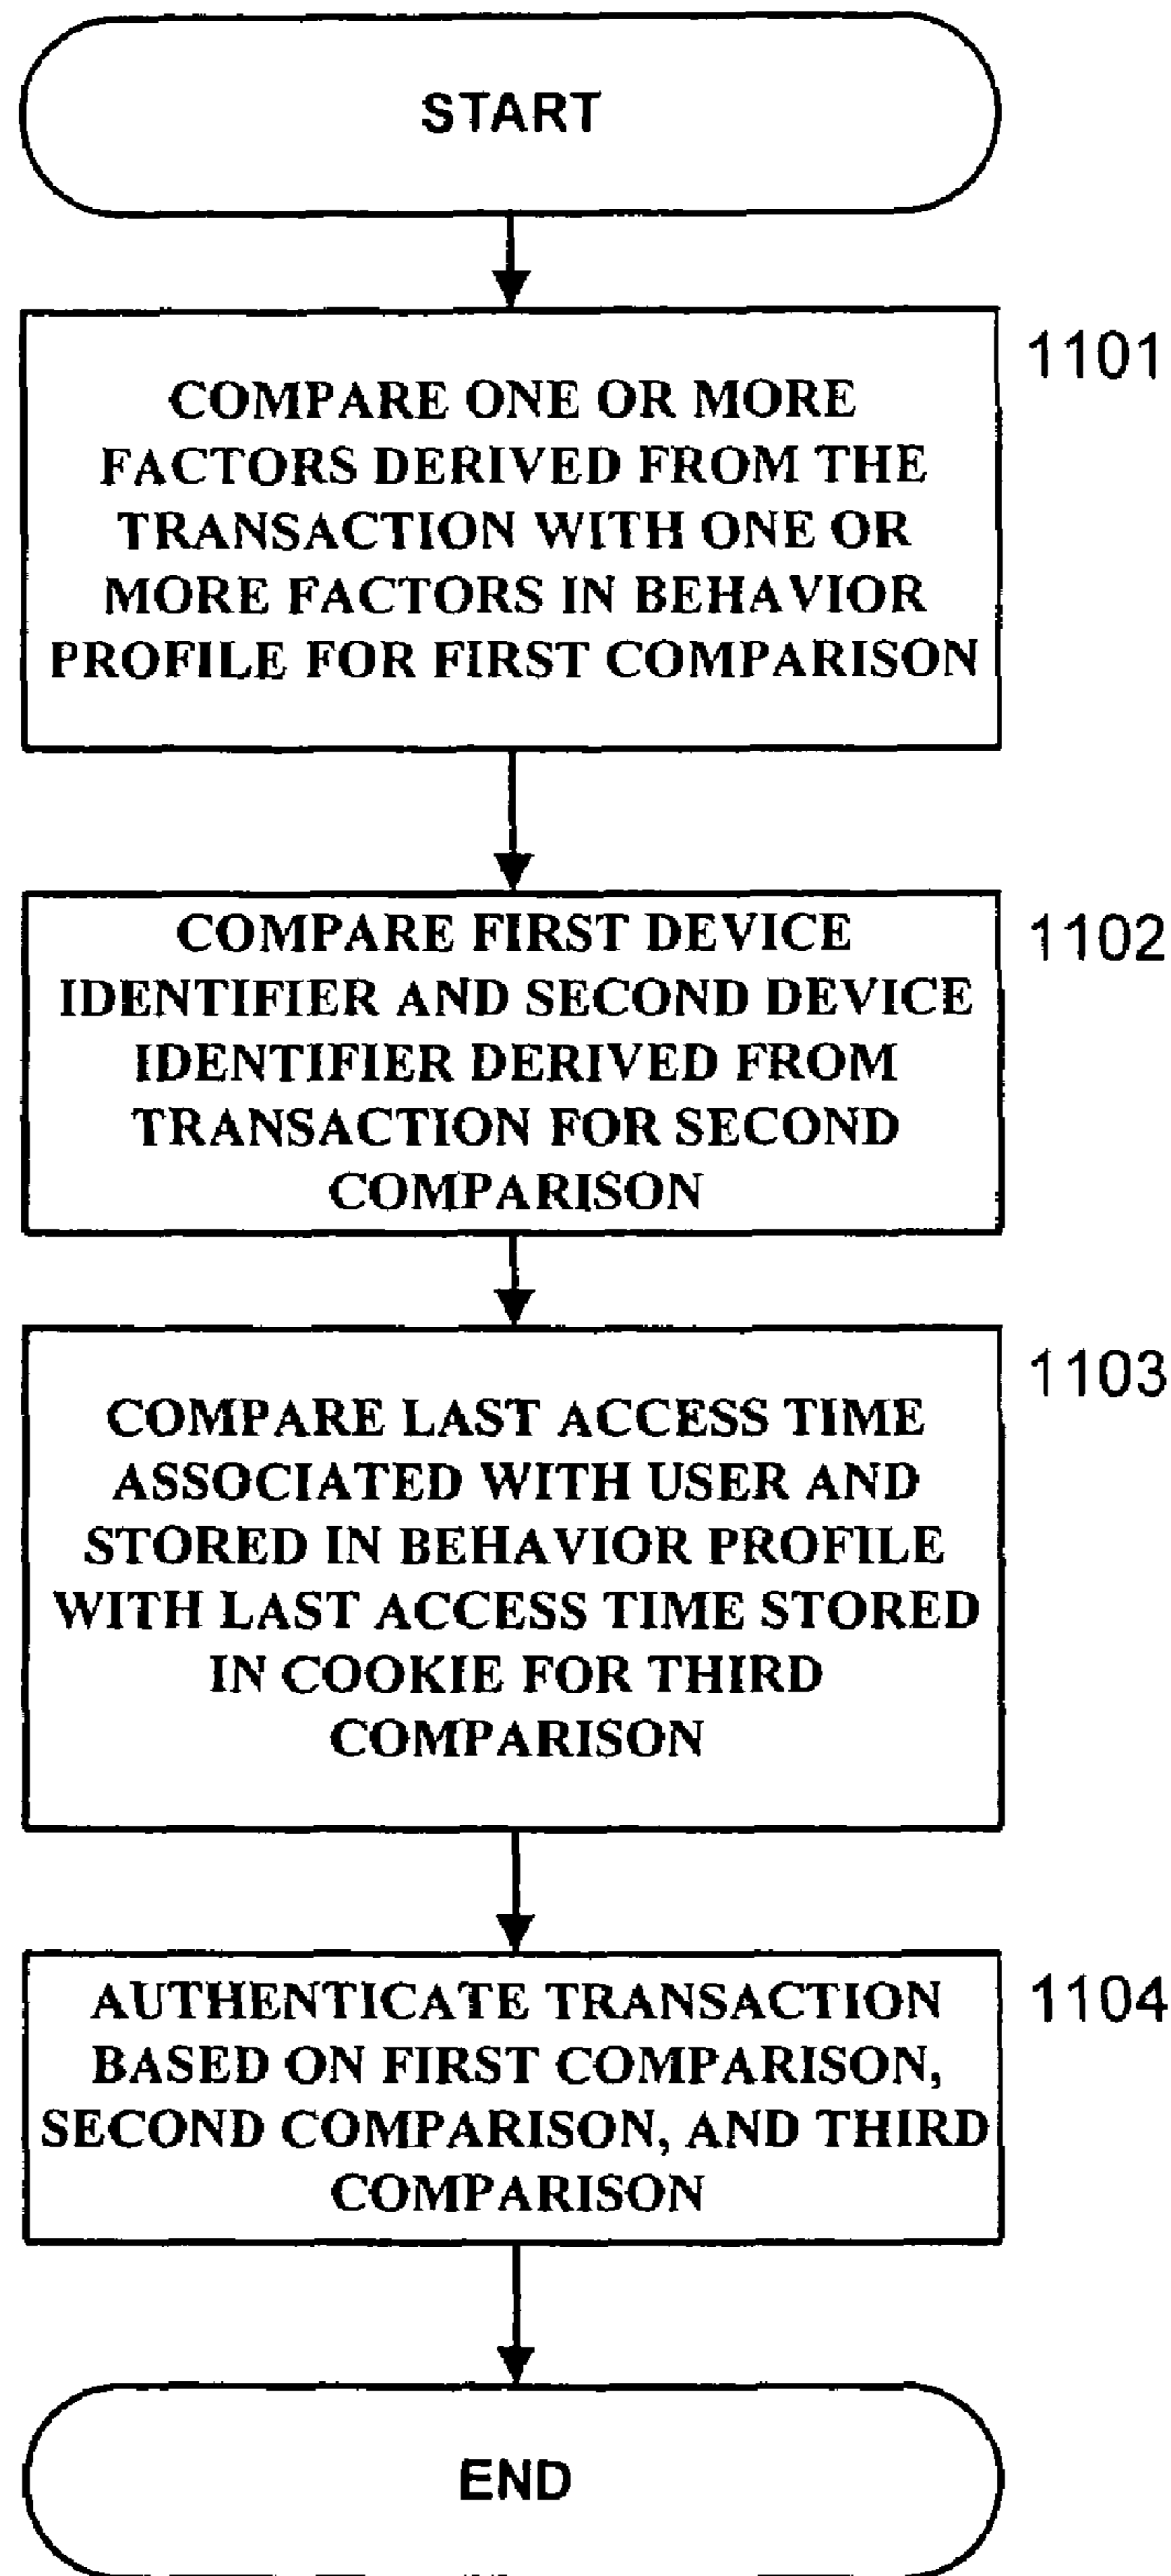 START
1101
COMPARE ONE OR MORE
FACTORS DERIVED FROM THE
TRANSACTION WITH ONE OR
MORE FACTORS IN BEHAVIOR
PROFILE FOR FIRST COMPARISON
1102
COMPARE FIRST DEVICE
IDENTIFIER AND SECOND DEVICE
IDENTIFIER DERIVED FROM
TRANSACTION FOR SECOND
COMPARISON
1103
COMPARE LAST ACCESS TIME
ASSOCIATED WITH USER AND
STORED IN BEHAVIOR PROFILE
WITH LAST ACCESS TIME STORED
IN COOKIE FOR THIRD
COMPARISON
1104
AUTHENTICATE TRANSACTION
BASED ON FIRST COMPARISON,
SECOND COMPARISON, AND THIRD
COMPARISON
END